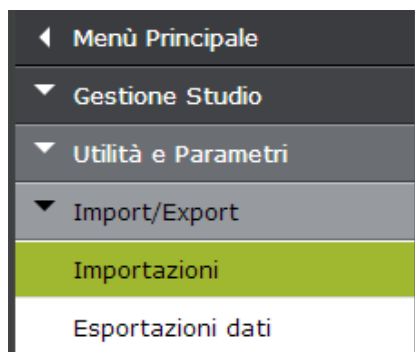 Menù Principale
Gestione Studio
Utilità e Parametri
Import/Export
Importazioni
Esportazioni dati